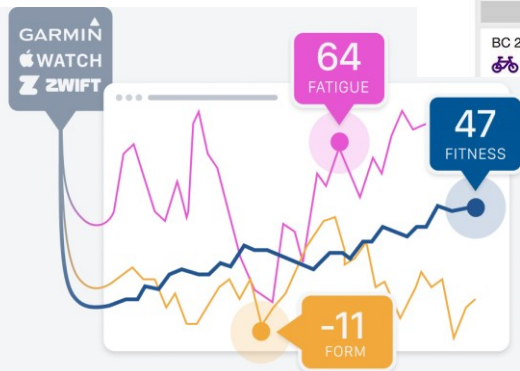 GARMIN
WATCH
ZWIFT
BC 2
64
FATIGUE
47
FITNESS
-11
FORM